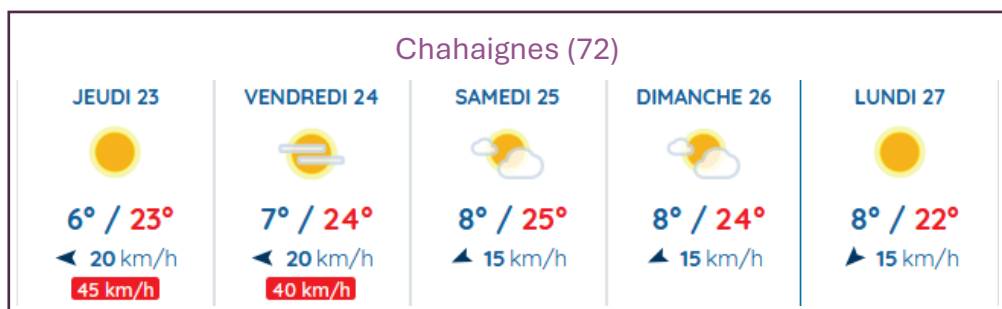 Chahaignes (72)
JEUDI 23 VENDREDI 24 SAMEDI 25 DIMANCHE 26 LUNDI 27
6° / 23° 7° / 24° 8° / 25° 8° / 24° 8° / 22°
20 km/h 20 km/h 15 km/h 15 km/h 15 km/h
45 km/h 40 km/h